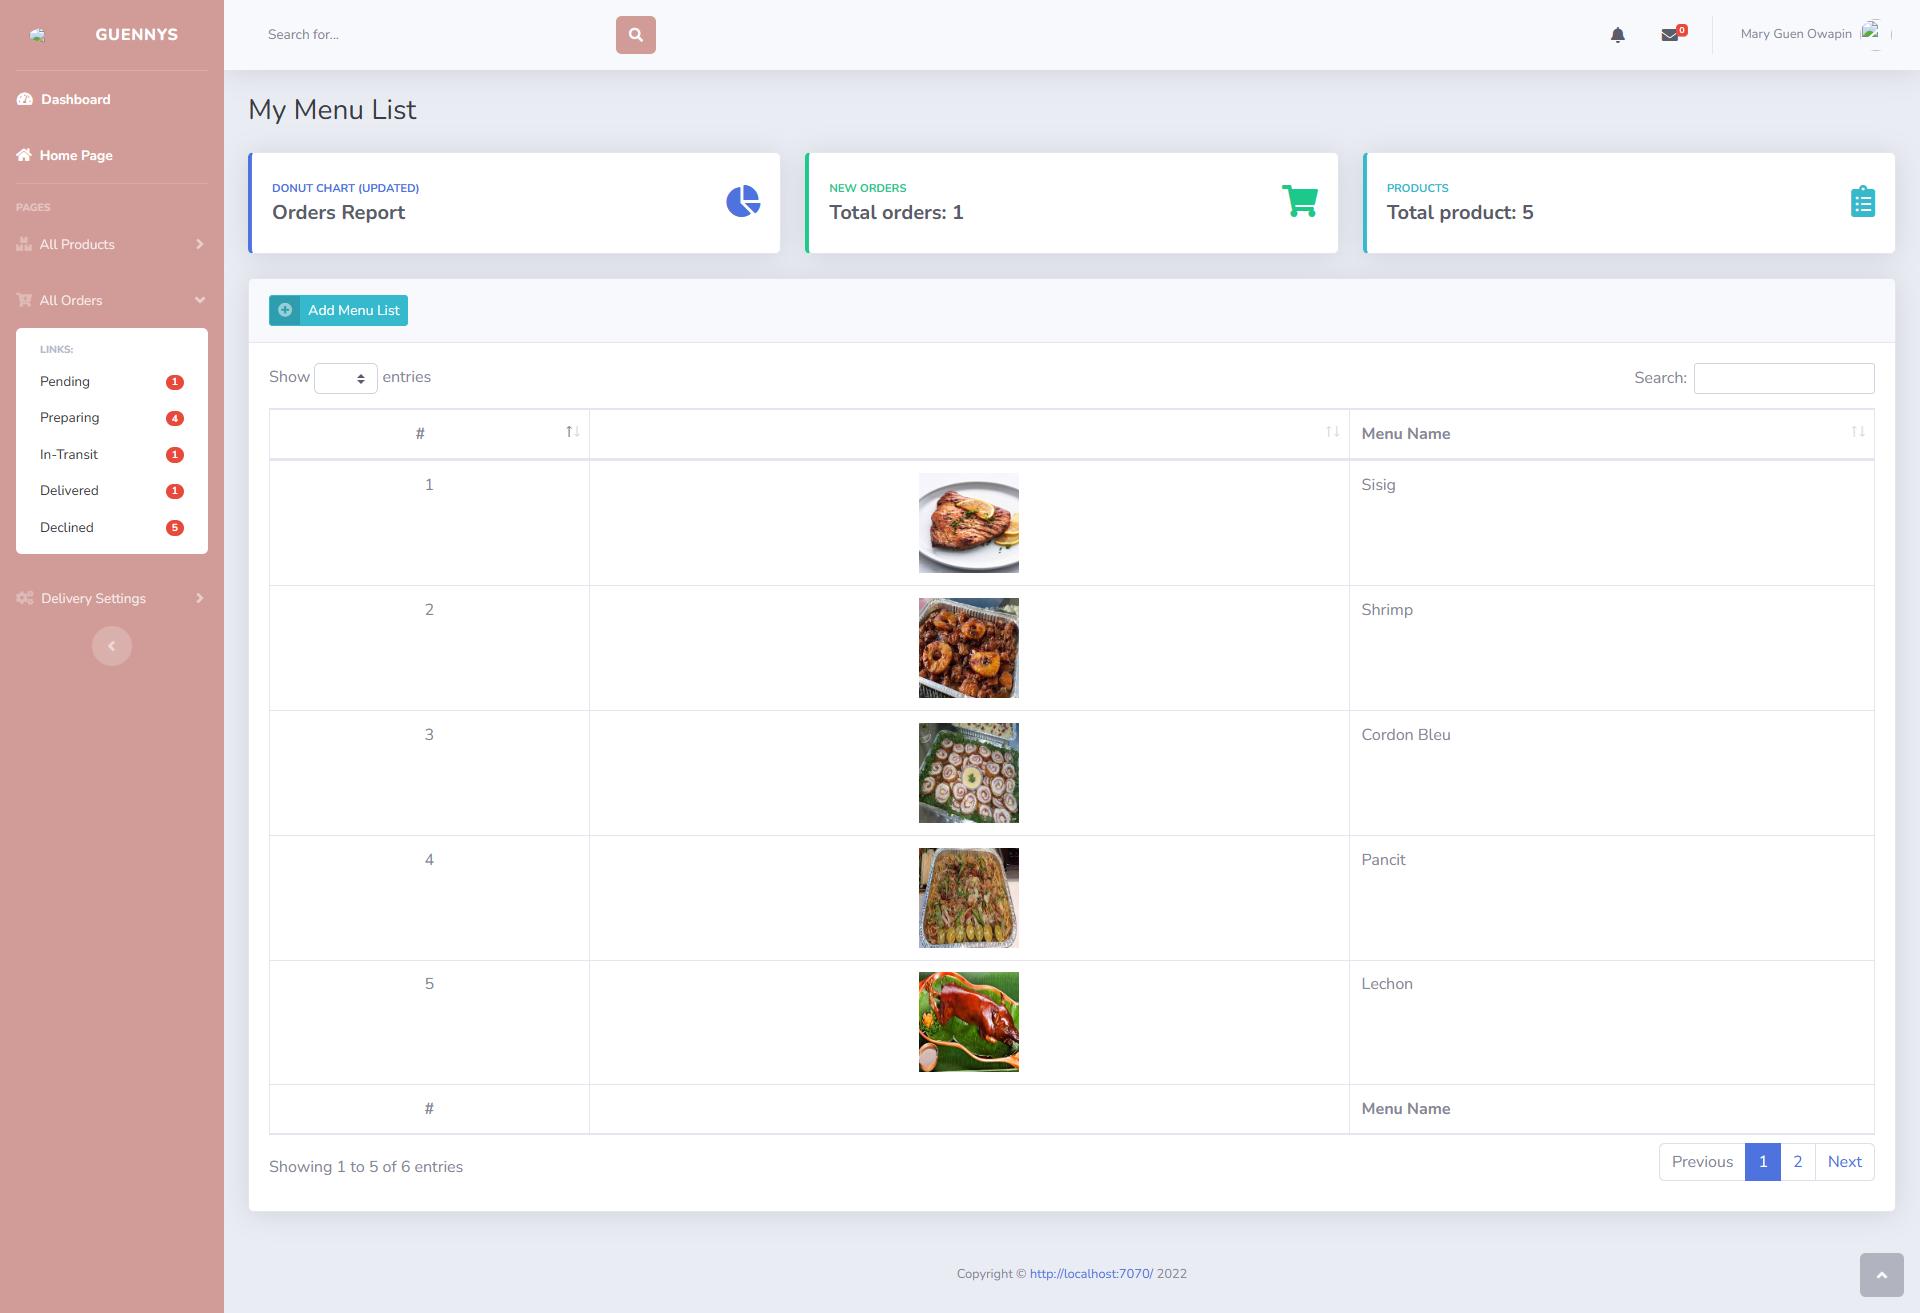 GUENNYS
Search for...
0
Mary Guen Owapin
Dashboard
Home Page
PAGES
All Products
All Orders
LINKS:
Pending 1
Preparing 4
In-Transit 1
Delivered 1
Declined 5
Delivery Settings
My Menu List
DONUT CHART (UPDATED)
Orders Report
NEW ORDERS
Total orders: 1
PRODUCTS
Total product: 5
Add Menu List
Show entries
Search:
# Menu Name
1 Sisig
2 Shrimp
3 Cordon Bleu
4 Pancit
5 Lechon
# Menu Name
Showing 1 to 5 of 6 entries
Previous 1 2 Next
Copyright © http://localhost:7070/ 2022